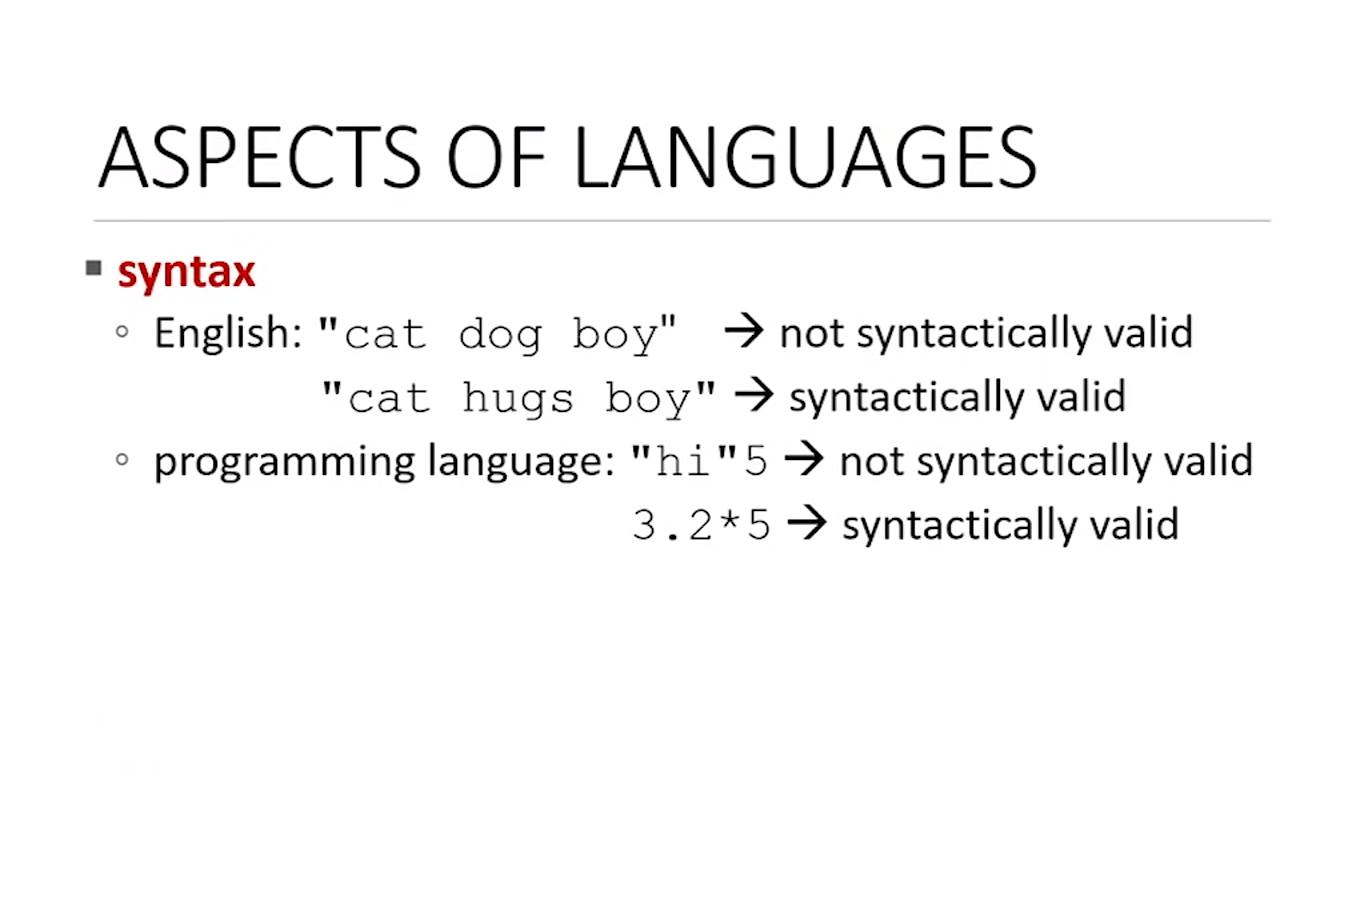 ASPECTS OF LANGUAGES
▪ syntax
◦ English: "cat dog boy" → not syntactically valid
"cat hugs boy" → syntactically valid
◦ programming language: "hi"5 → not syntactically valid
3.2*5 → syntactically valid